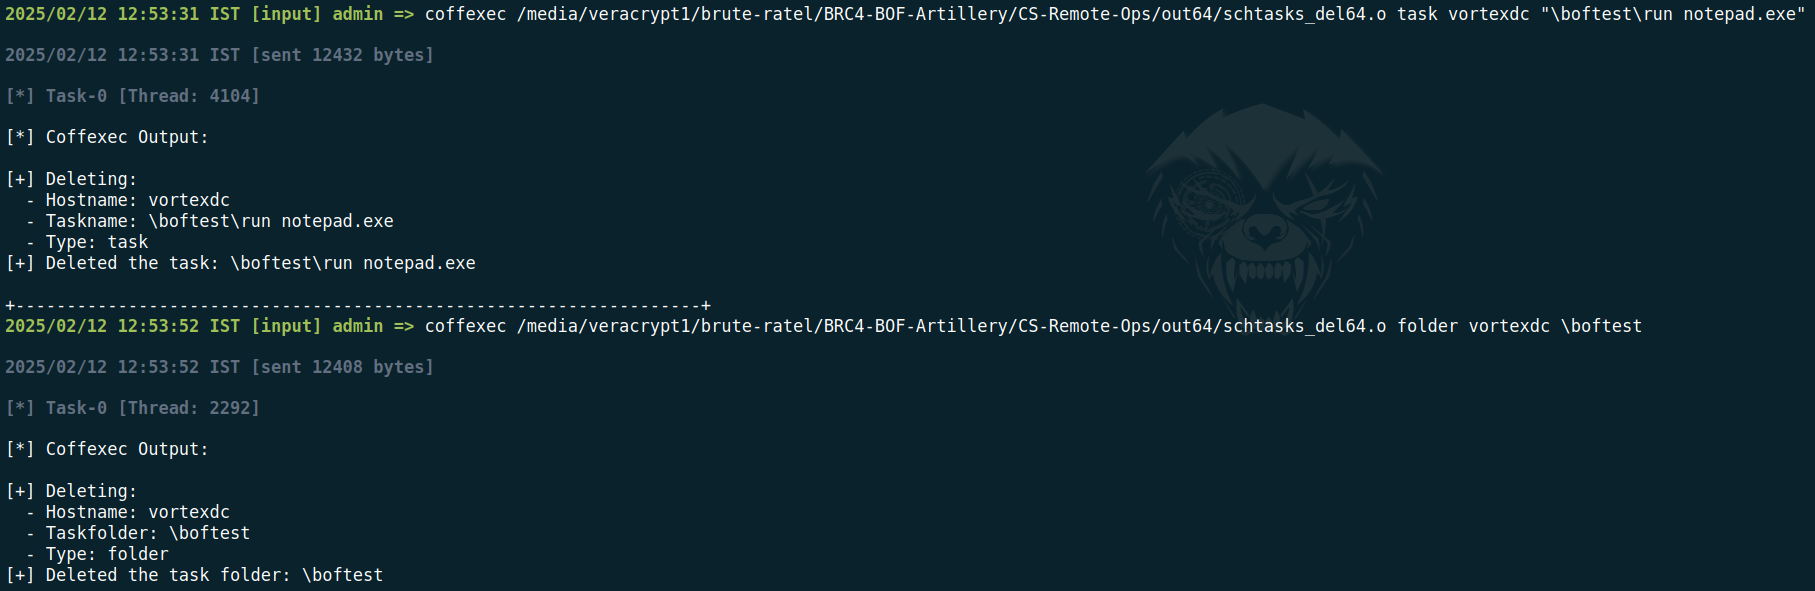 2025/02/12 12:53:31 IST [input] admin => coffexec /media/veracrypt1/brute-ratel/BRC4-BOF-Artillery/CS-Remote-Ops/out64/schtasks_del64.o task vortexdc "\boftest\run notepad.exe"
2025/02/12 12:53:31 IST [sent 12432 bytes]
[*] Task-0 [Thread: 4104]
[*] Coffexec Output:
[+] Deleting:
- Hostname: vortexdc
- Taskname: \boftest\run notepad.exe
- Type: task
[+] Deleted the task: \boftest\run notepad.exe
+-------------------------------------------------------------------+
2025/02/12 12:53:52 IST [input] admin => coffexec /media/veracrypt1/brute-ratel/BRC4-BOF-Artillery/CS-Remote-Ops/out64/schtasks_del64.o folder vortexdc \boftest
2025/02/12 12:53:52 IST [sent 12408 bytes]
[*] Task-0 [Thread: 2292]
[*] Coffexec Output:
[+] Deleting:
- Hostname: vortexdc
- Taskfolder: \boftest
- Type: folder
[+] Deleted the task folder: \boftest